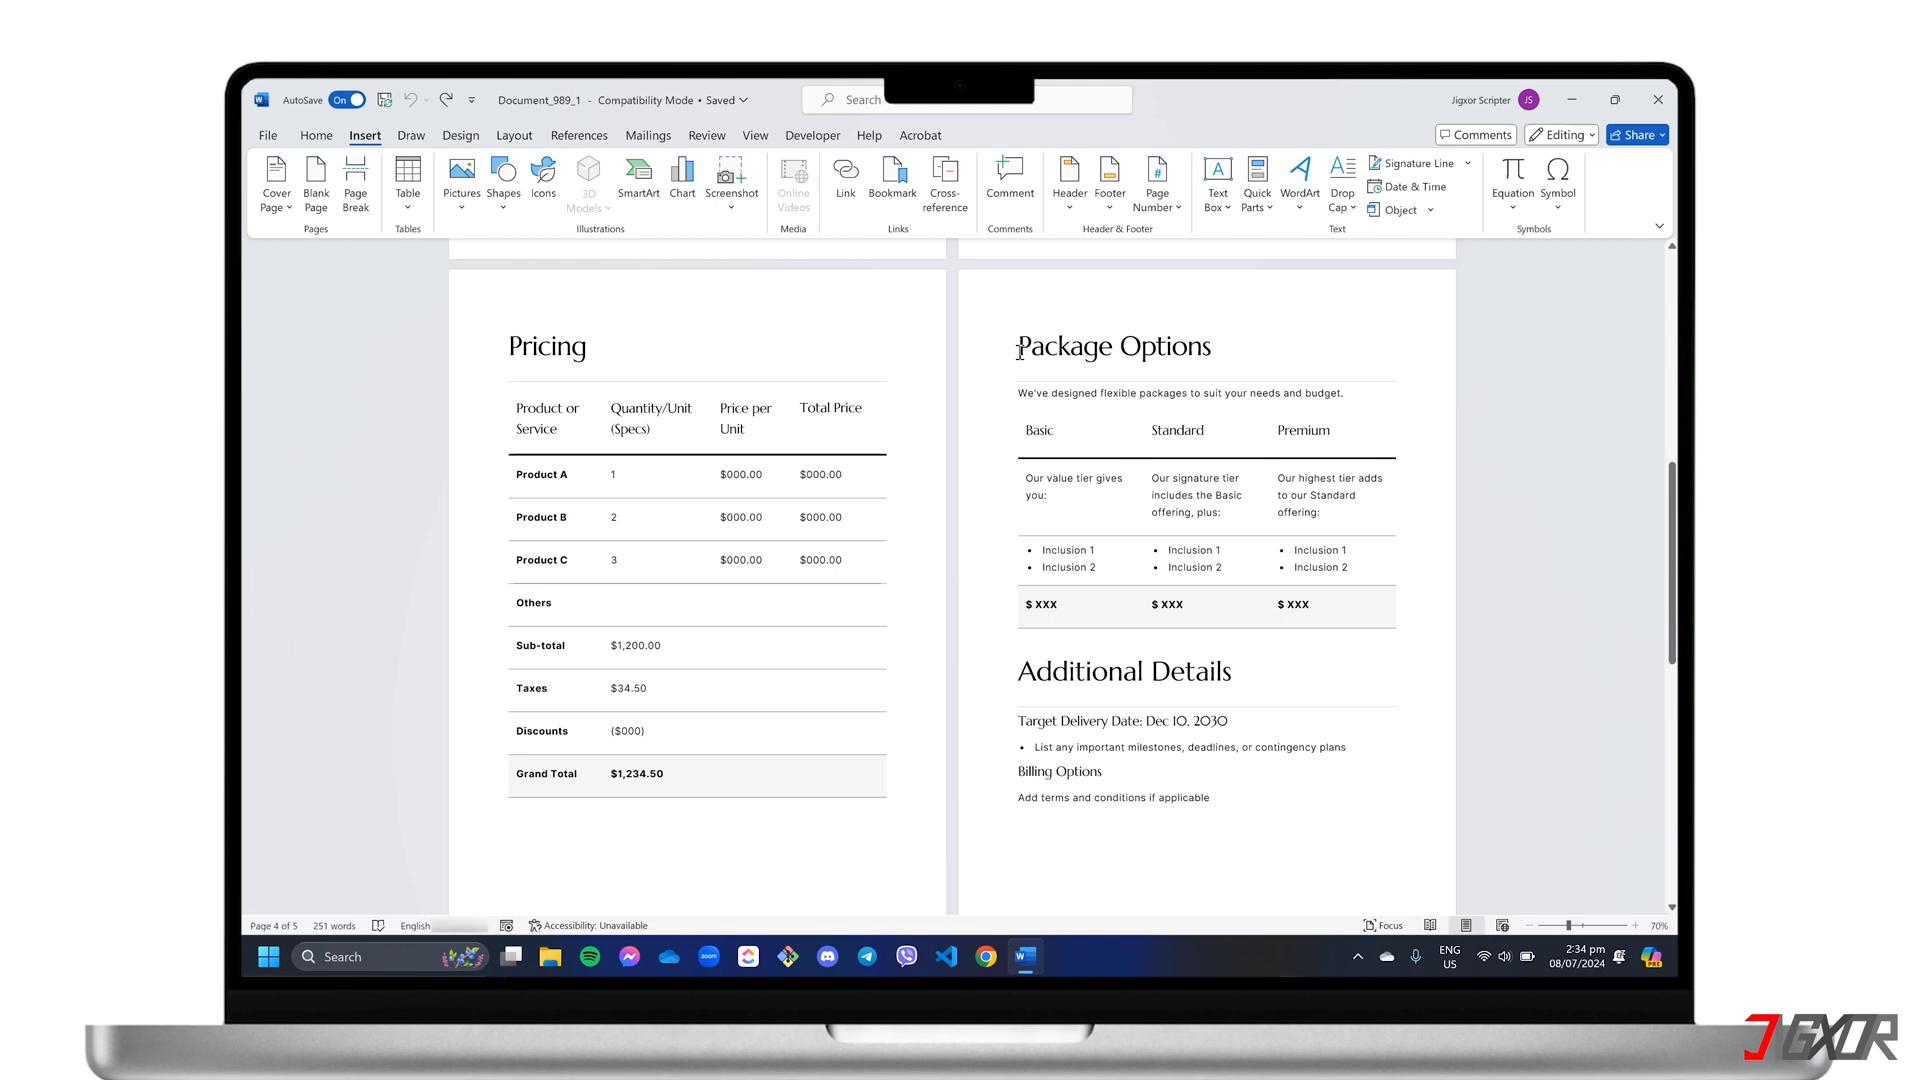 AutoSave On Document_989_1 - Compatibility Mode • Saved Search Jigxor Scripter JS
File Home Insert Draw Design Layout References Mailings Review View Developer Help Acrobat Comments Editing Share
Cover Page Blank Page Page Break Table Pictures Shapes Icons 3D Models SmartArt Chart Screenshot Online Videos Link Bookmark Cross-reference Comment Header Footer Page Number Text Box Quick Parts WordArt Drop Cap Signature Line Date & Time Object Equation Symbol
Pages Tables Illustrations Media Links Comments Header & Footer Text Symbols
Pricing
Product or Service Quantity/Unit (Specs) Price per Unit Total Price
Product A 1 $000.00 $000.00
Product B 2 $000.00 $000.00
Product C 3 $000.00 $000.00
Others
Sub-total $1,200.00
Taxes $34.50
Discounts ($000)
Grand Total $1,234.50
Package Options
We've designed flexible packages to suit your needs and budget.
Basic Standard Premium
Our value tier gives you: Our signature tier includes the Basic offering, plus: Our highest tier adds to our Standard offering:
• Inclusion 1 • Inclusion 1 • Inclusion 1
• Inclusion 2 • Inclusion 2 • Inclusion 2
$ XXX $ XXX $ XXX
Additional Details
Target Delivery Date: Dec 10, 2030
• List any important milestones, deadlines, or contingency plans
Billing Options
Add terms and conditions if applicable
Page 4 of 5 251 words English Accessibility: Unavailable Focus 70%
Search zoom ENG US 2:34 pm 08/07/2024 PRE
JIGXOR